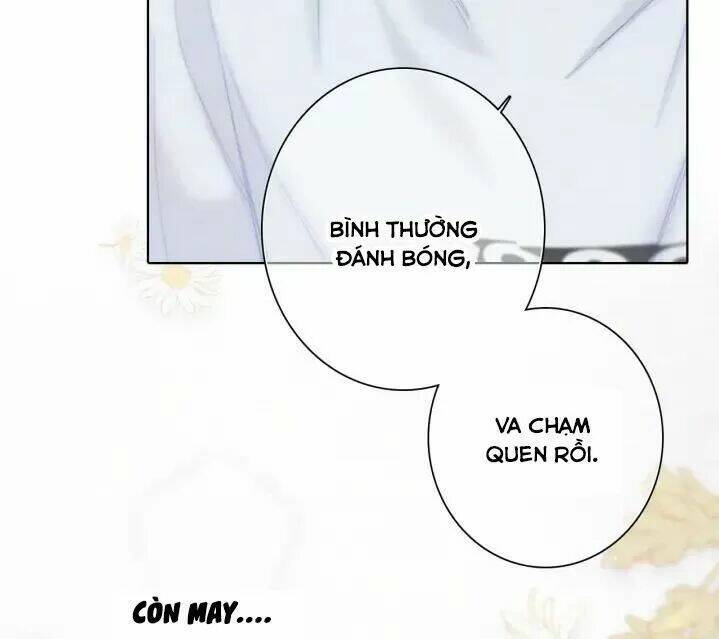 BÌNH THƯỜNG
ĐÁNH BÓNG,
VA CHẠM
QUEN RỒI.
CÒN MAY....